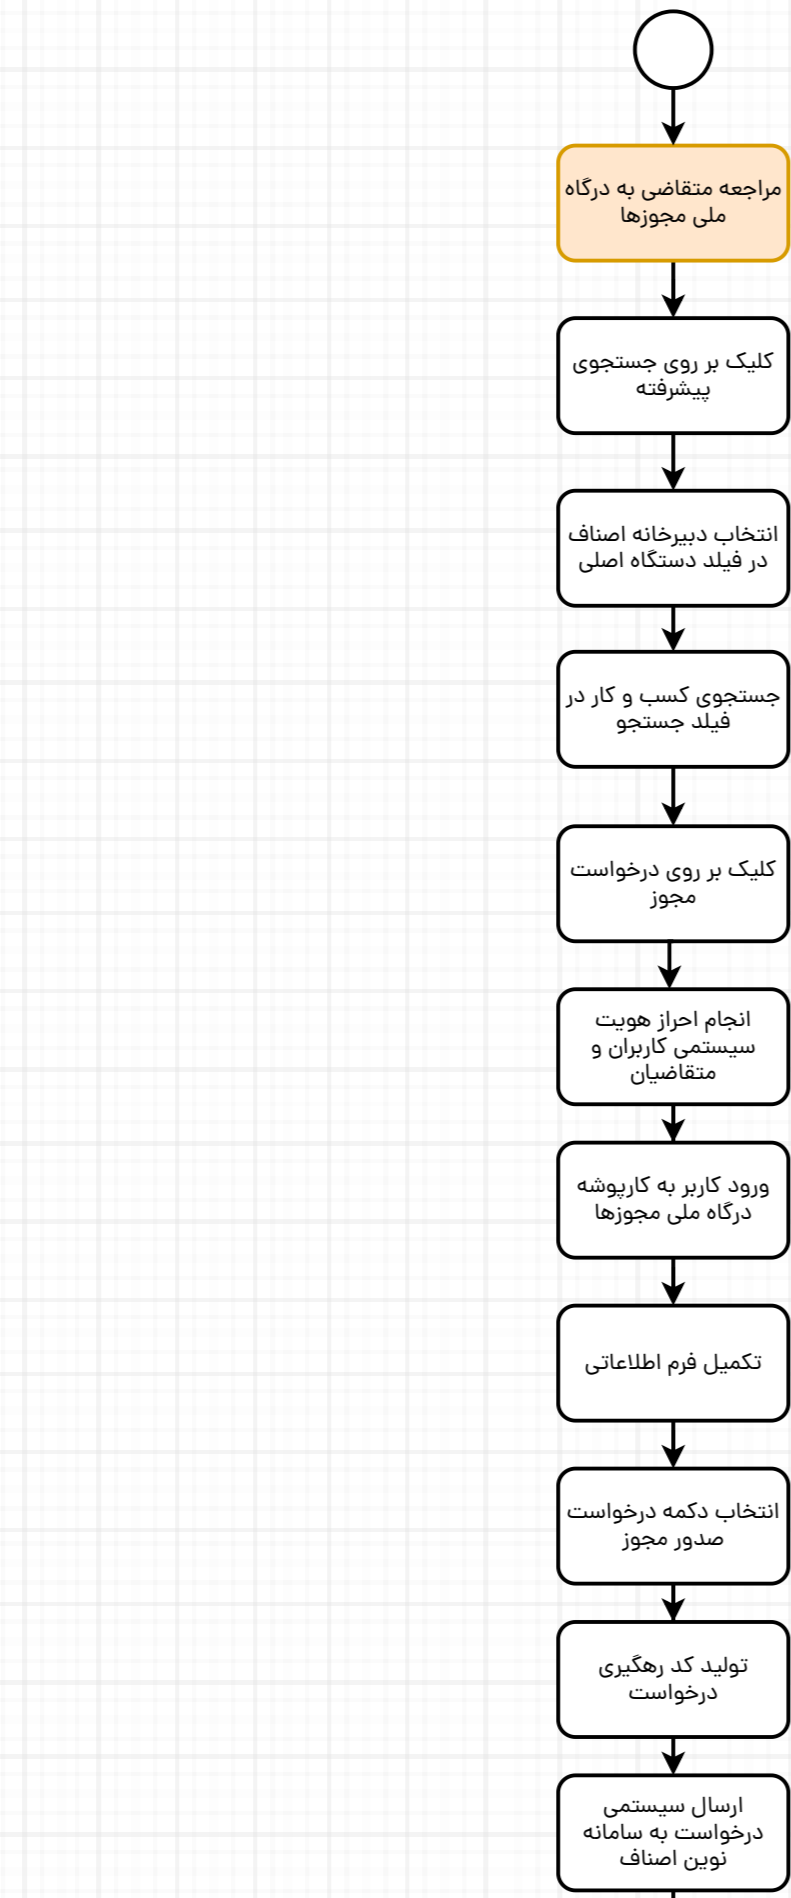 مراجعه متقاضی به درگاه
ملی مجوزها
کلیک بر روی جستجوی
پیشرفته
انتخاب دبیرخانه اصناف
در فیلد دستگاه اصلی
جستجوی کسب و کار در
فیلد جستجو
کلیک بر روی درخواست
مجوز
انجام احراز هویت
سیستمی کاربران و
متقاضیان
ورود کاربر به کارپوشه
درگاه ملی مجوزها
تکمیل فرم اطلاعاتی
انتخاب دکمه درخواست
صدور مجوز
تولید کد رهگیری
درخواست
ارسال سیستمی
درخواست به سامانه
نوین اصناف